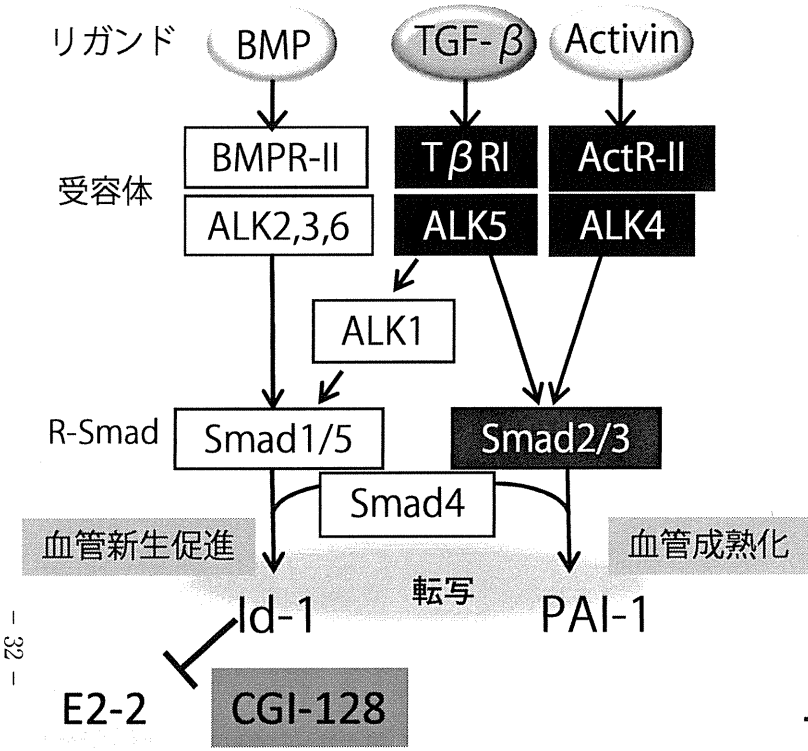 リガンド BMP TGF-β Activin
BMPR-II TβRI ActR-II
受容体
ALK2,3,6 ALK5 ALK4
ALK1
R-Smad Smad1/5 Smad2/3
Smad4
血管新生促進 血管成熟化
転写
Id-1 PAI-1
E2-2 CGI-128
- 32 -